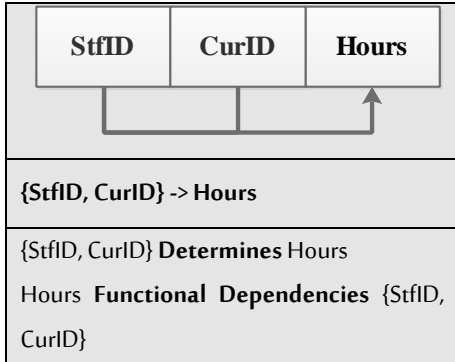 StfID CurID Hours
{StfID, CurID} -> Hours
{StfID, CurID} Determines Hours
Hours Functional Dependencies {StfID,
CurID}